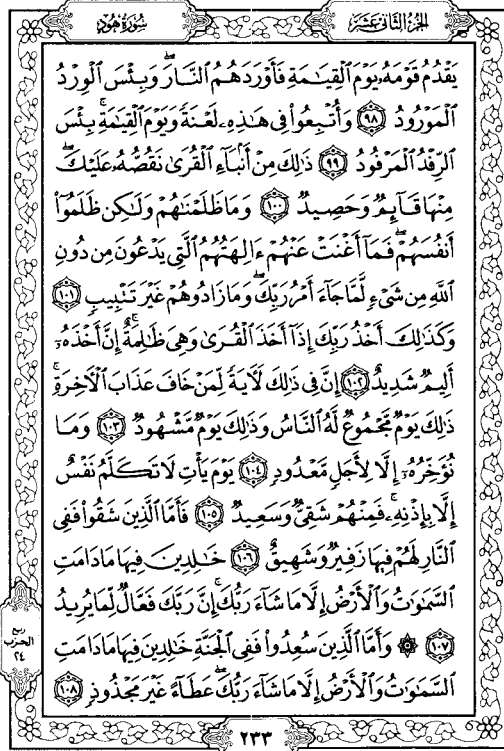 الجزء الثاني عشر
سورة هود
يَقْدُمُ قَوْمَهُۥ يَوْمَ ٱلْقِيَٰمَةِ فَأَوْرَدَهُمُ ٱلنَّارَۖ وَبِئْسَ ٱلْوِرْدُ
ٱلْمَوْرُودُ ٩٨ وَأُتْبِعُوا۟ فِى هَٰذِهِۦ لَعْنَةً وَيَوْمَ ٱلْقِيَٰمَةِۚ بِئْسَ
ٱلرِّفْدُ ٱلْمَرْفُودُ ٩٩ ذَٰلِكَ مِنْ أَنۢبَآءِ ٱلْقُرَىٰ نَقُصُّهُۥ عَلَيْكَۖ
مِنْهَا قَآئِمٌ وَحَصِيدٌ ١٠٠ وَمَا ظَلَمْنَٰهُمْ وَلَٰكِن ظَلَمُوٓا۟
أَنفُسَهُمْۖ فَمَآ أَغْنَتْ عَنْهُمْ ءَالِهَتُهُمُ ٱلَّتِى يَدْعُونَ مِن دُونِ
ٱللَّهِ مِن شَىْءٍ لَّمَّا جَآءَ أَمْرُ رَبِّكَۖ وَمَا زَادُوهُمْ غَيْرَ تَتْبِيبٍ ١٠١
وَكَذَٰلِكَ أَخْذُ رَبِّكَ إِذَآ أَخَذَ ٱلْقُرَىٰ وَهِىَ ظَٰلِمَةٌۚ إِنَّ أَخْذَهُۥٓ
أَلِيمٌ شَدِيدٌ ١٠٢ إِنَّ فِى ذَٰلِكَ لَءَايَةً لِّمَنْ خَافَ عَذَابَ ٱلْءَاخِرَةِۚ
ذَٰلِكَ يَوْمٌ مَّجْمُوعٌ لَّهُ ٱلنَّاسُ وَذَٰلِكَ يَوْمٌ مَّشْهُودٌ ١٠٣ وَمَا
نُؤَخِّرُهُۥٓ إِلَّا لِأَجَلٍ مَّعْدُودٍ ١٠٤ يَوْمَ يَأْتِ لَا تَكَلَّمُ نَفْسٌ
إِلَّا بِإِذْنِهِۦۚ فَمِنْهُمْ شَقِىٌّ وَسَعِيدٌ ١٠٥ فَأَمَّا ٱلَّذِينَ شَقُوا۟ فَفِى
ٱلنَّارِ لَهُمْ فِيهَا زَفِيرٌ وَشَهِيقٌ ١٠٦ خَٰلِدِينَ فِيهَا مَا دَامَتِ
ٱلسَّمَٰوَٰتُ وَٱلْأَرْضُ إِلَّا مَا شَآءَ رَبُّكَۚ إِنَّ رَبَّكَ فَعَّالٌ لِّمَا يُرِيدُ
١٠٧ ۞ وَأَمَّا ٱلَّذِينَ سُعِدُوا۟ فَفِى ٱلْجَنَّةِ خَٰلِدِينَ فِيهَا مَا دَامَتِ
ٱلسَّمَٰوَٰتُ وَٱلْأَرْضُ إِلَّا مَا شَآءَ رَبُّكَۖ عَطَآءً غَيْرَ مَجْذُوذٍ ١٠٨
ربع
الحزب
٢٤
٢٣٣